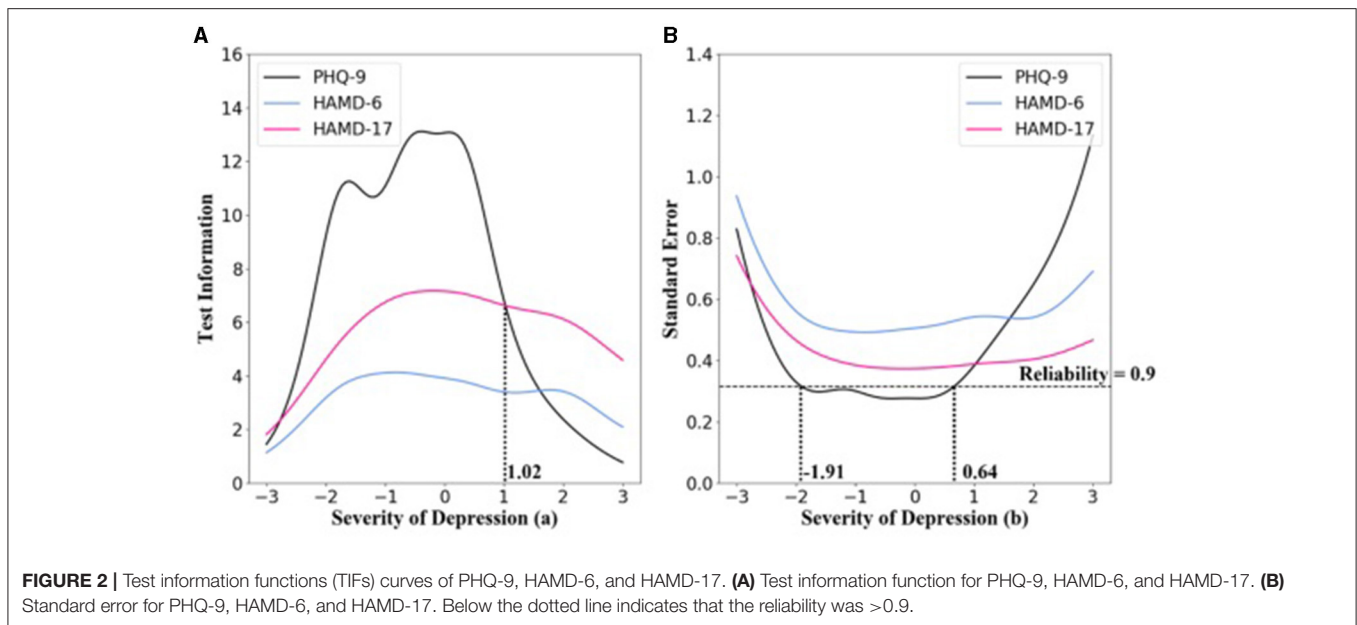 A
B
16
14
12
10
8
6
4
2
0
Test Information
PHQ-9
HAMD-6
HAMD-17
1.02
−3 −2 −1 0 1 2 3
Severity of Depression (a)
1.4
1.2
1.0
0.8
0.6
0.4
0.2
0.0
Standard Error
PHQ-9
HAMD-6
HAMD-17
Reliability = 0.9
-1.91
0.64
−3 −2 −1 0 1 2 3
Severity of Depression (b)
FIGURE 2 | Test information functions (TIFs) curves of PHQ-9, HAMD-6, and HAMD-17. (A) Test information function for PHQ-9, HAMD-6, and HAMD-17. (B)
Standard error for PHQ-9, HAMD-6, and HAMD-17. Below the dotted line indicates that the reliability was >0.9.